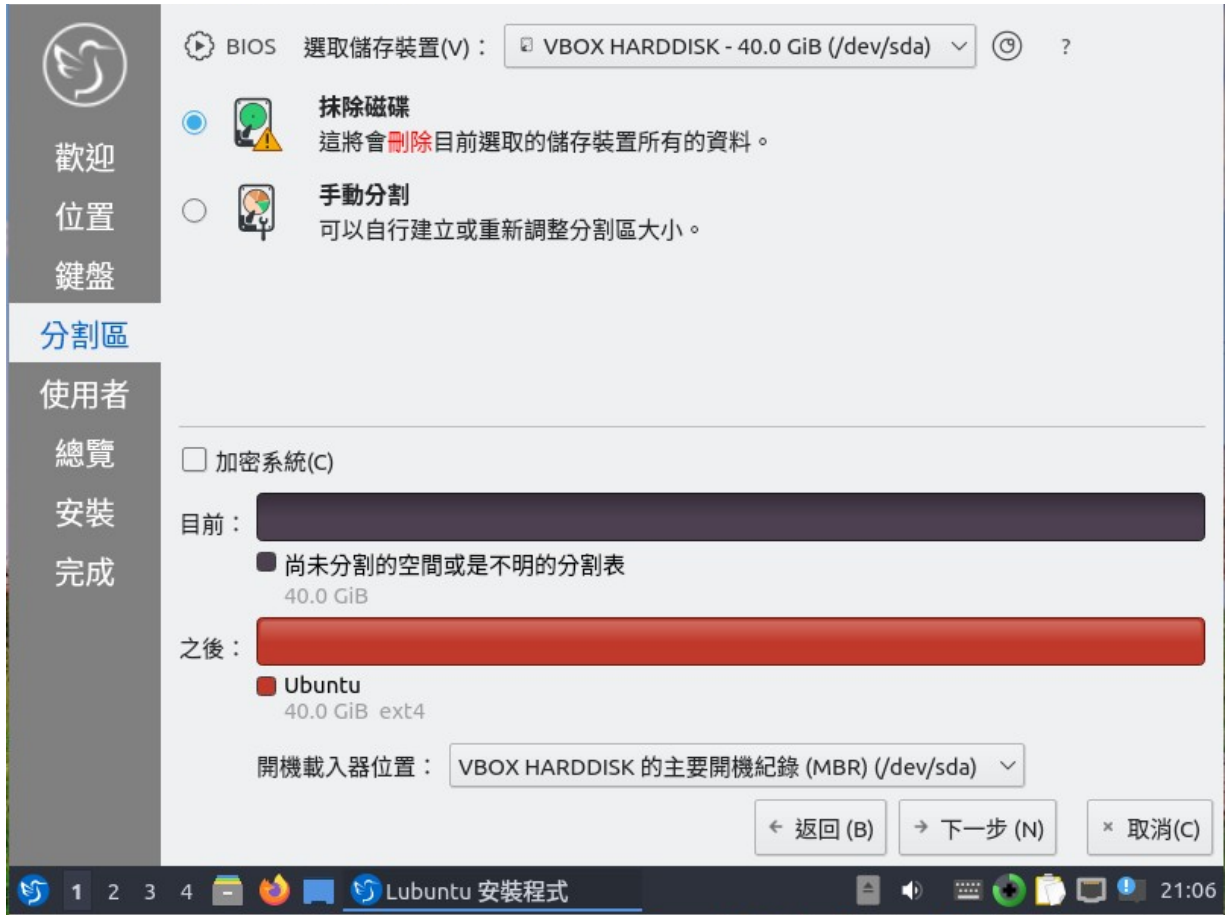 BIOS 選取儲存裝置(V)： VBOX HARDDISK - 40.0 GiB (/dev/sda) ?
抹除磁碟
這將會刪除目前選取的儲存裝置所有的資料。
手動分割
可以自行建立或重新調整分割區大小。
歡迎
位置
鍵盤
分割區
使用者
總覽
安裝
完成
加密系統(C)
目前：
尚未分割的空間或是不明的分割表
40.0 GiB
之後：
Ubuntu
40.0 GiB ext4
開機載入器位置： VBOX HARDDISK 的主要開機紀錄 (MBR) (/dev/sda)
返回 (B) 下一步 (N) 取消(C)
1 2 3 4 Lubuntu 安裝程式 21:06